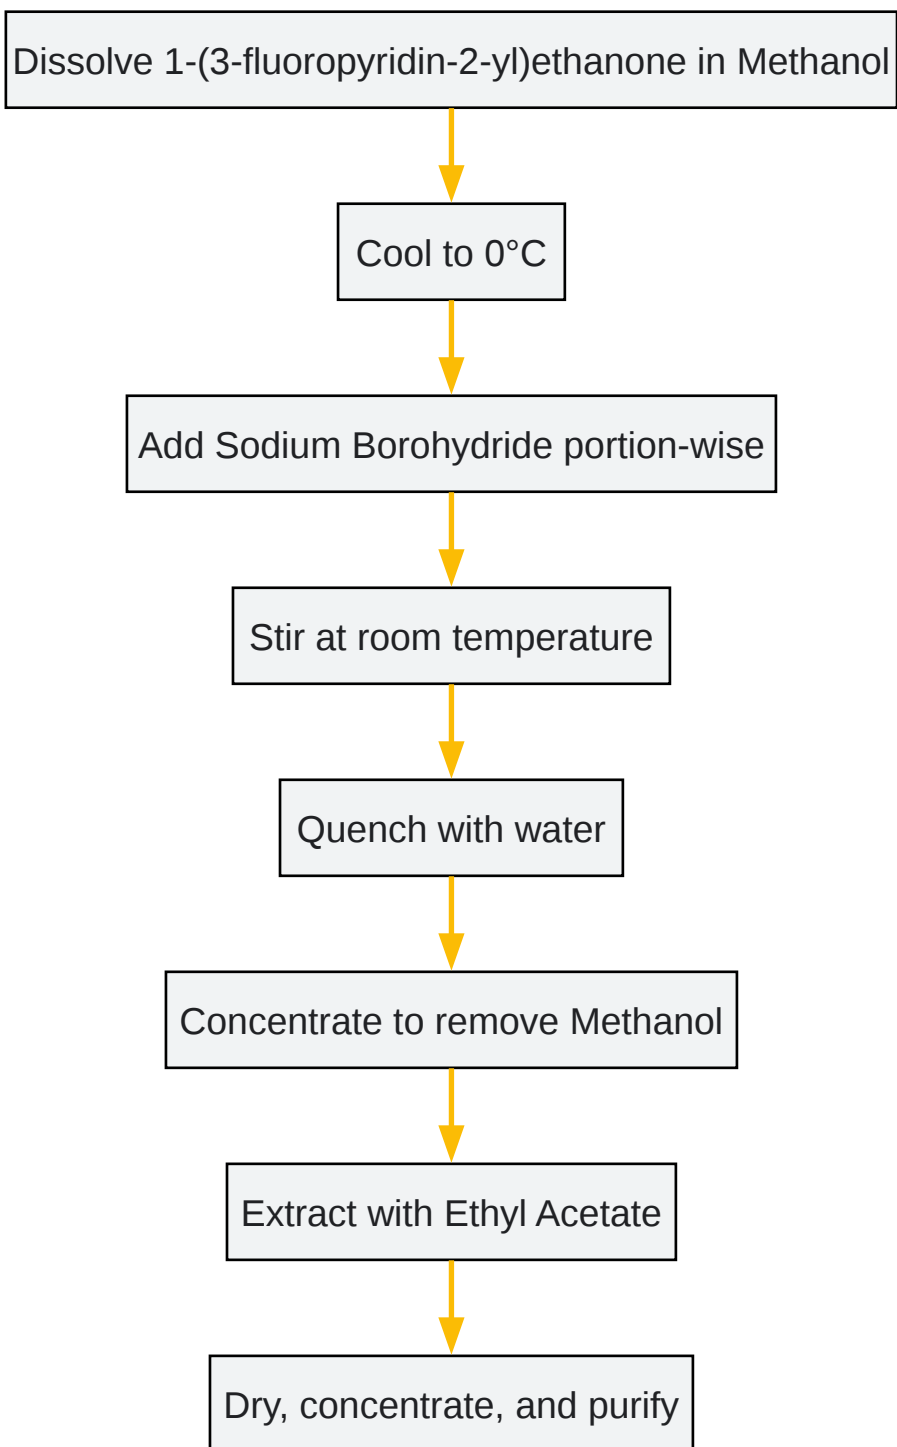 Dissolve 1-(3-fluoropyridin-2-yl)ethanone in Methanol
Cool to 0°C
Add Sodium Borohydride portion-wise
Stir at room temperature
Quench with water
Concentrate to remove Methanol
Extract with Ethyl Acetate
Dry, concentrate, and purify